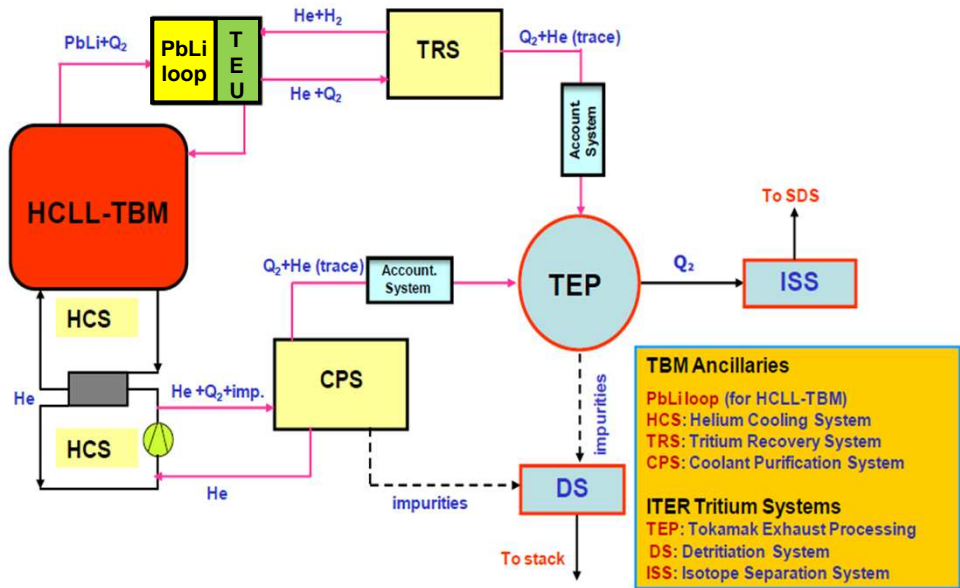 PbLi+Q₂
PbLi
loop
T
E
U
He+H₂
He+Q₂
TRS
Q₂+He (trace)
Account.
System
HCLL-TBM
To SDS
Q₂+He (trace)
Account.
System
TEP
Q₂
ISS
HCS
He
He +Q₂+imp.
CPS
HCS
He
impurities
impurities
DS
To stack
TBM Ancillaries
PbLi loop (for HCLL-TBM)
HCS: Helium Cooling System
TRS: Tritium Recovery System
CPS: Coolant Purification System
ITER Tritium Systems
TEP: Tokamak Exhaust Processing
DS: Detritiation System
ISS: Isotope Separation System